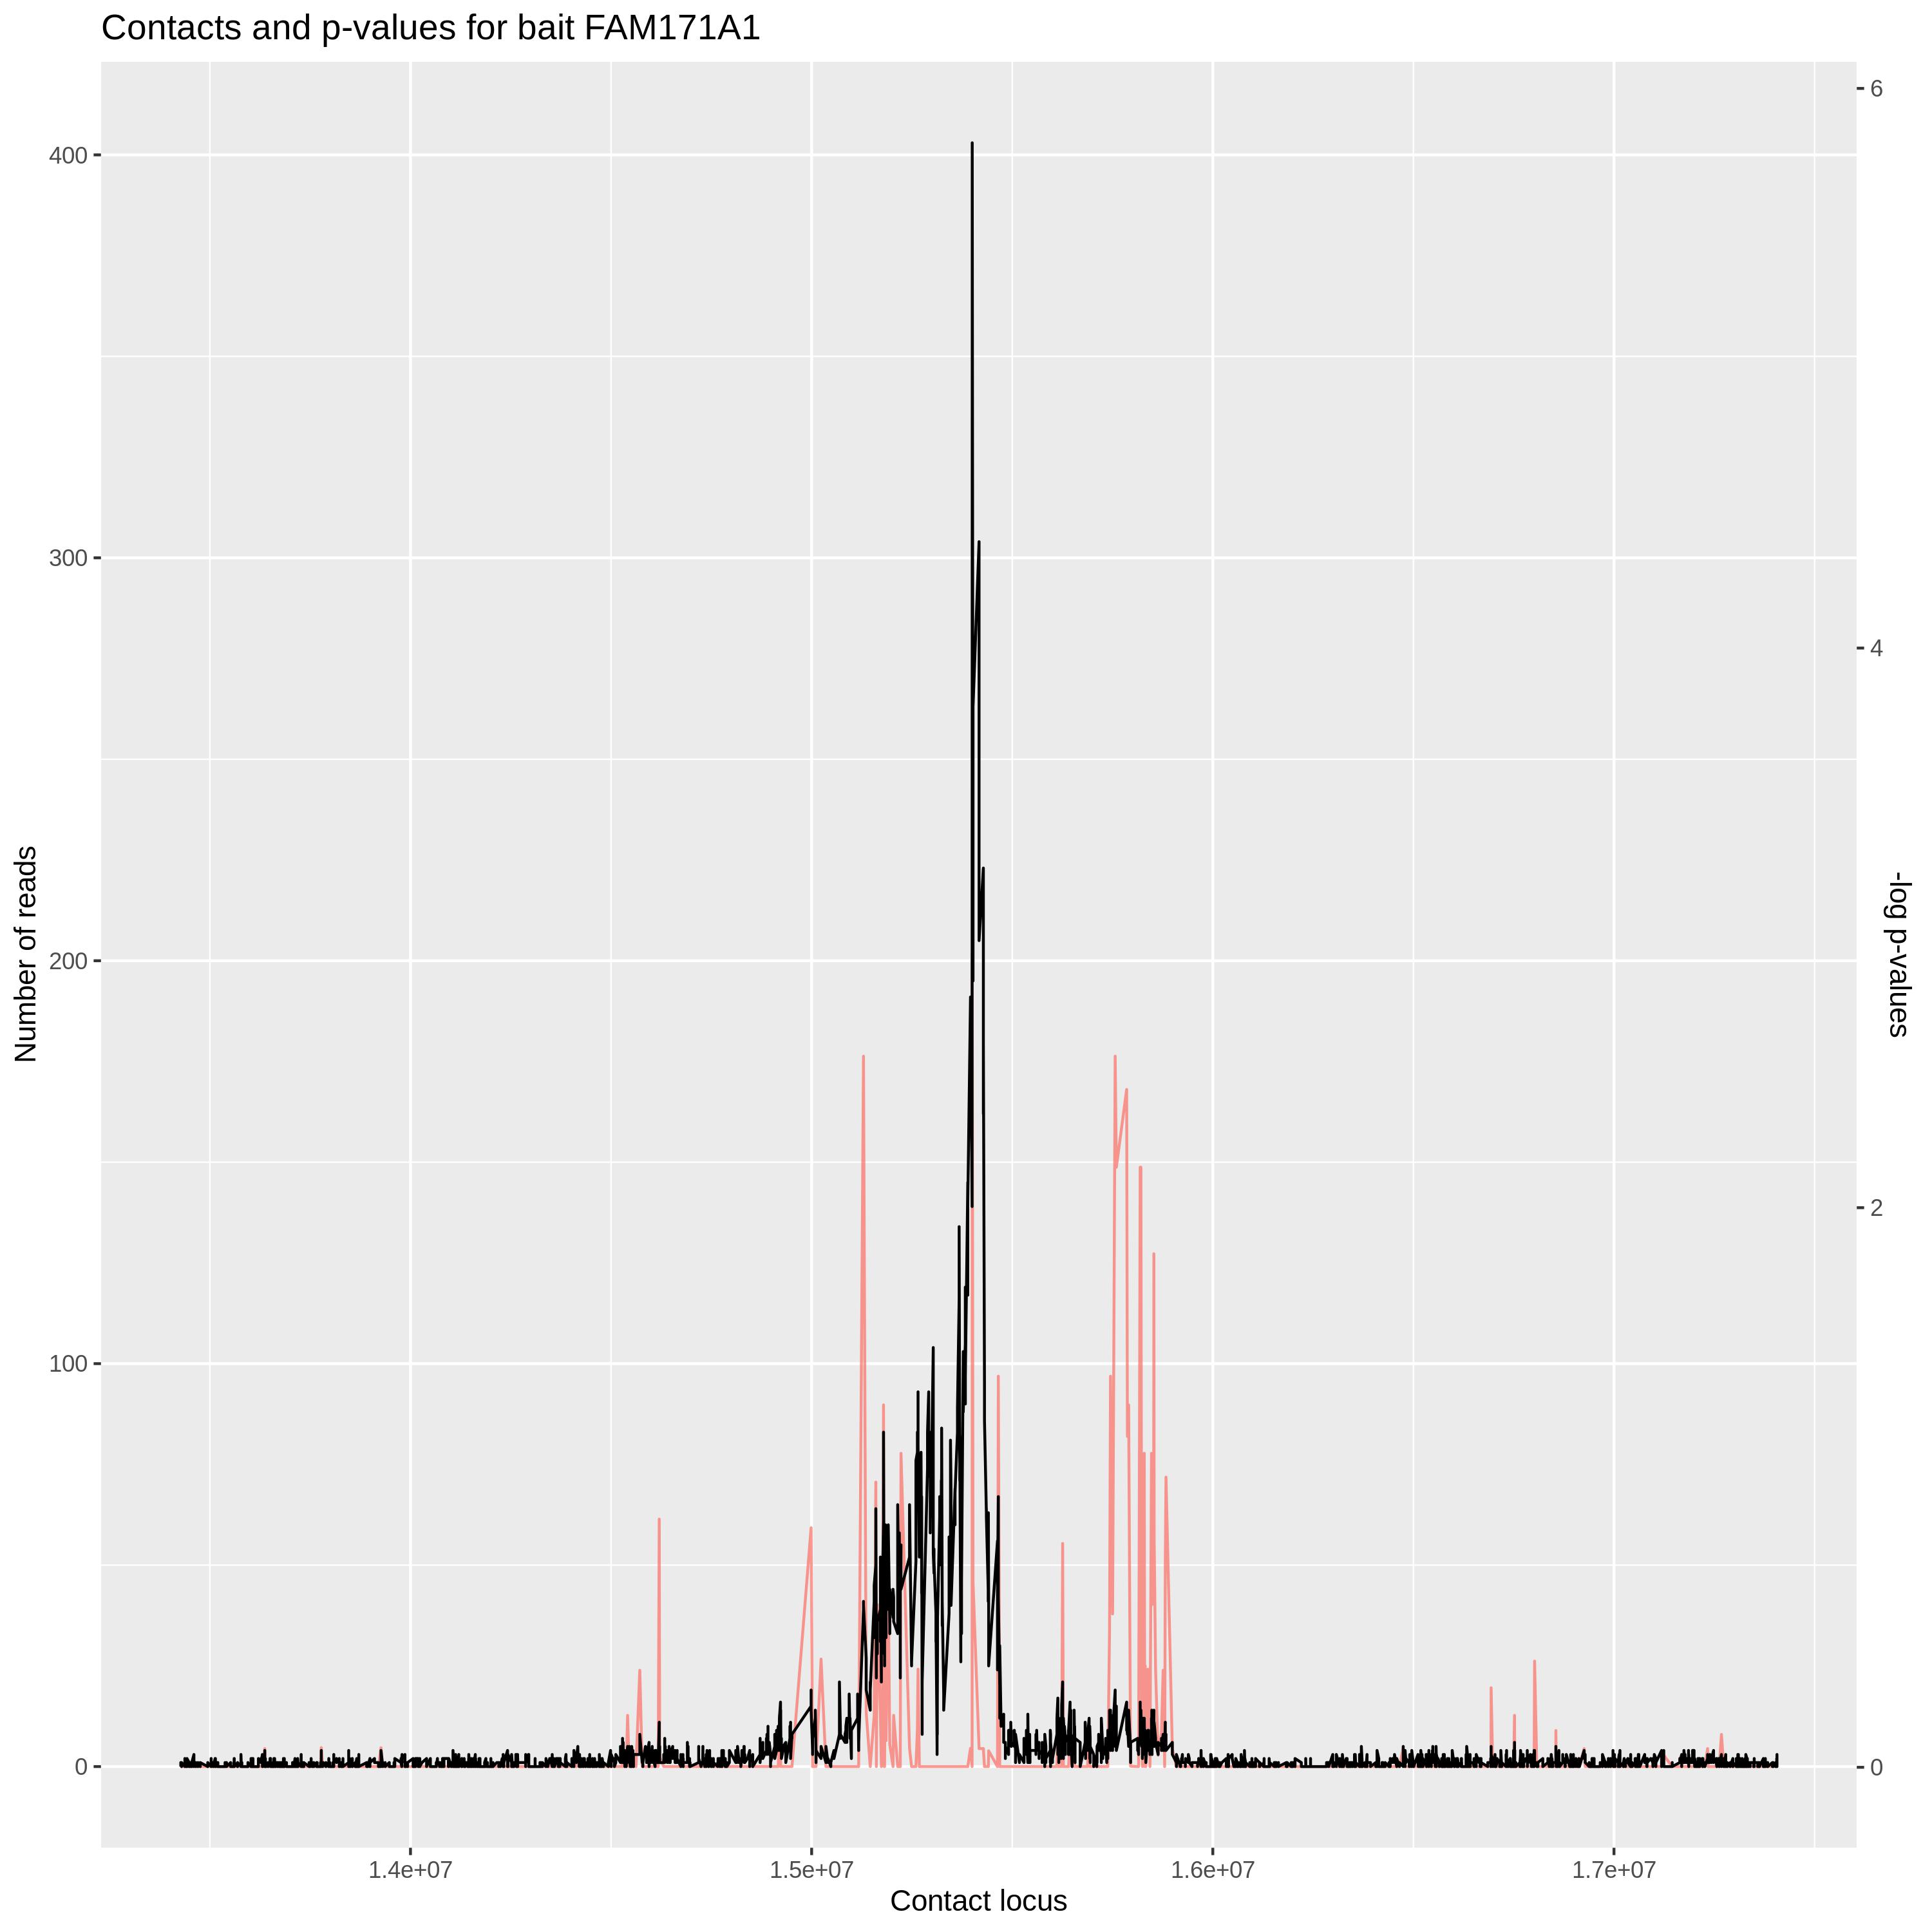 Contacts and p-values for bait FAM171A1
400
300
200
100
0
Number of reads
6
4
2
0
-log p-values
1.4e+07
1.5e+07
1.6e+07
1.7e+07
Contact locus